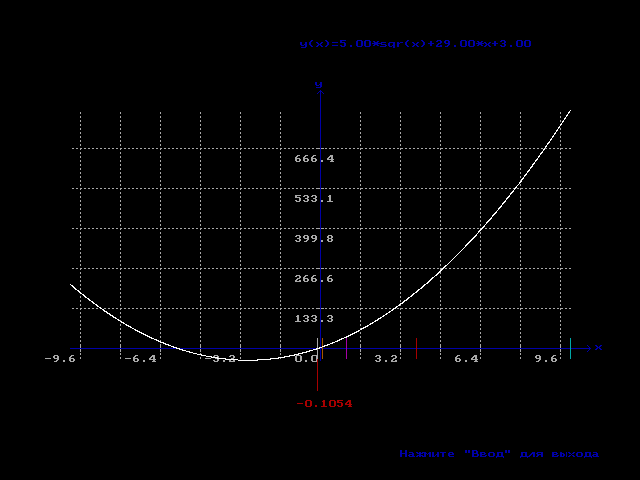 y(x)=5.00*sqr(x)+29.00*x+3.00
y
666.4
533.1
399.8
266.6
133.3
-9.6 -6.4 -3.2 0.0 3.2 6.4 9.6 x
-0.1054
Нажмите "Ввод" для выхода